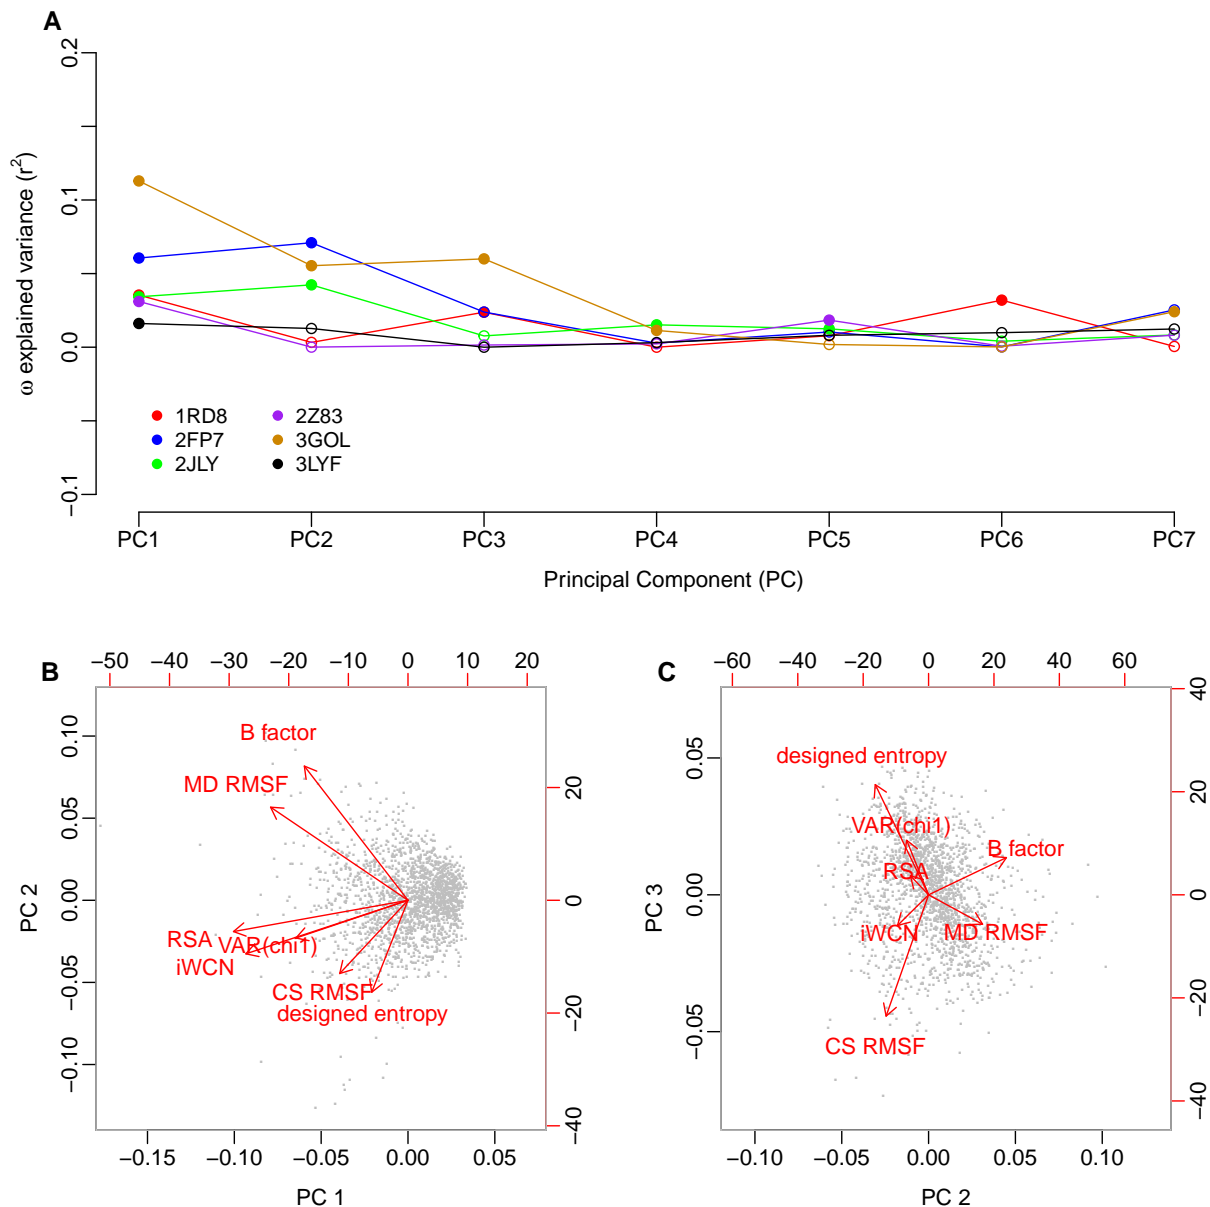 A
0.2
0.1
0.0
−0.1
ω explained variance (r²)
1RD8 2Z83
2FP7 3GOL
2JLY 3LYF
PC1 PC2 PC3 PC4 PC5 PC6 PC7
Principal Component (PC)
B
−50 −40 −30 −20 −10 0 10 20
0.10
0.05
0.00
−0.05
−0.10
PC 2
B factor
MD RMSF
RSA VAR(chi1)
iWCN
CS RMSF
designed entropy
20
0
−20
−40
−0.15 −0.10 −0.05 0.00 0.05
PC 1
C
−60 −40 −20 0 20 40 60
0.05
0.00
−0.05
PC 3
designed entropy
VAR(chi1)
B factor
RSA
iWCN MD RMSF
CS RMSF
40
20
0
−20
−40
−0.10 −0.05 0.00 0.05 0.10
PC 2